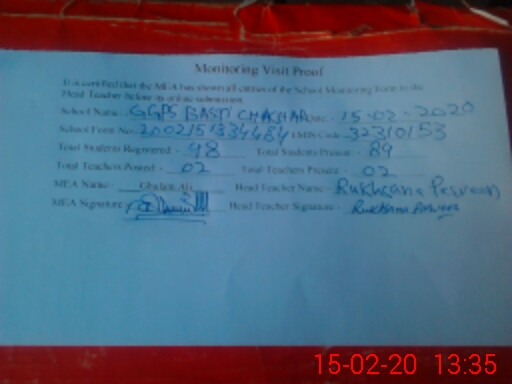 Monitoring Visit Proof
It is certified that the MEA has shown all entries of the School Monitoring Form to the
Head Teacher before its online submission.
School Name: GGPS BASTI CHACHAR Date: 15-02-2020
School Form No: EMIS Code: 32310153
Total Students Registered: 98 Total Students Present: 89
Total Teachers Posted: 02 Total Teachers Present: 02
MEA Name: Ghulam Ali Head Teacher Name: Rukhsana Perveen
MEA Signature: Head Teacher Signature: Rukhsana Perveen
15-02-20 13:35